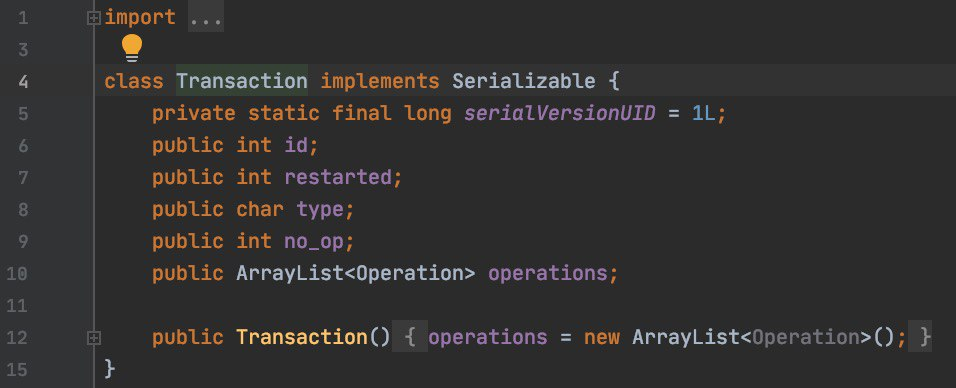 1 import ...
3
4 class Transaction implements Serializable {
5 private static final long serialVersionUID = 1L;
6 public int id;
7 public int restarted;
8 public char type;
9 public int no_op;
10 public ArrayList<Operation> operations;
11
12 public Transaction() { operations = new ArrayList<Operation>(); }
15 }